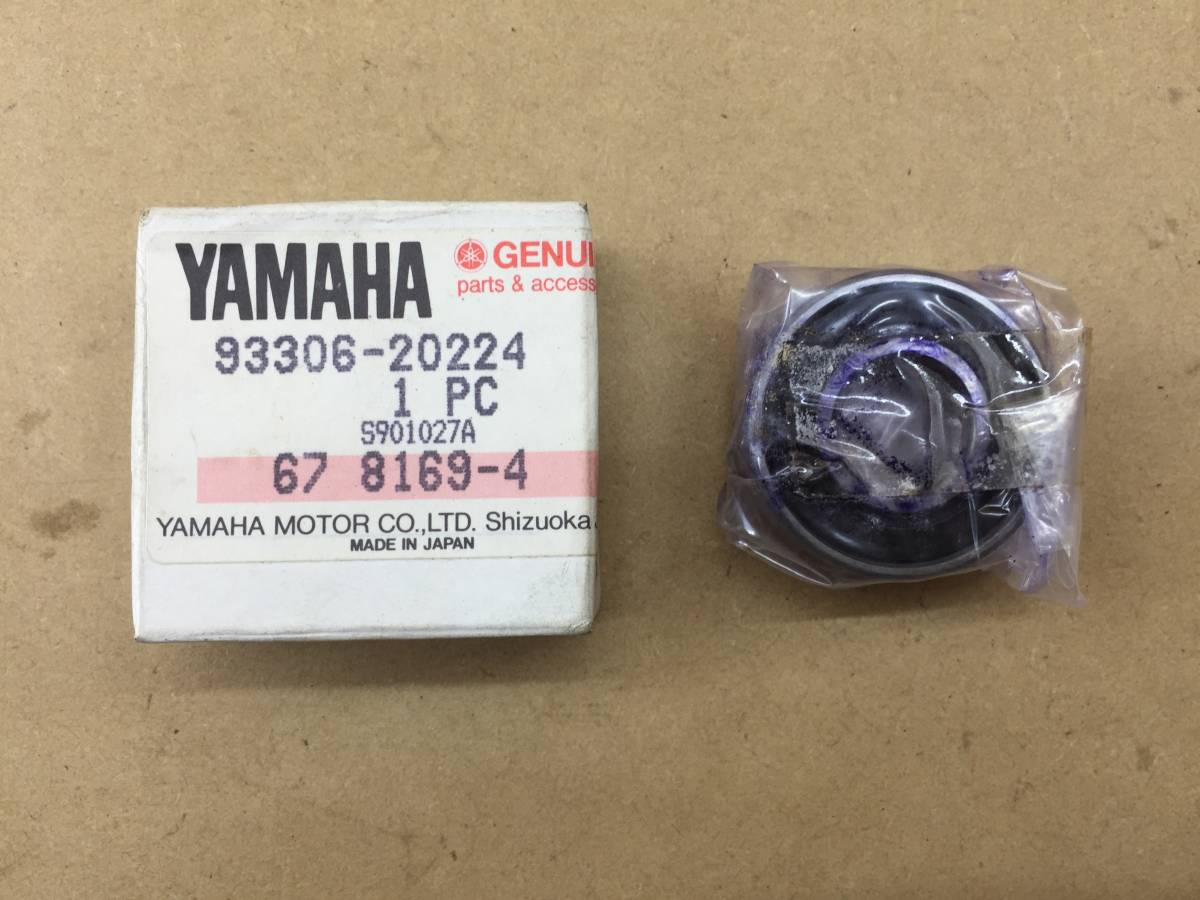 YAMAHA
GENUI
parts & access
93306-20224
1 PC
S901027A
67 8169-4
YAMAHA MOTOR CO.,LTD. Shizuoka
MADE IN JAPAN